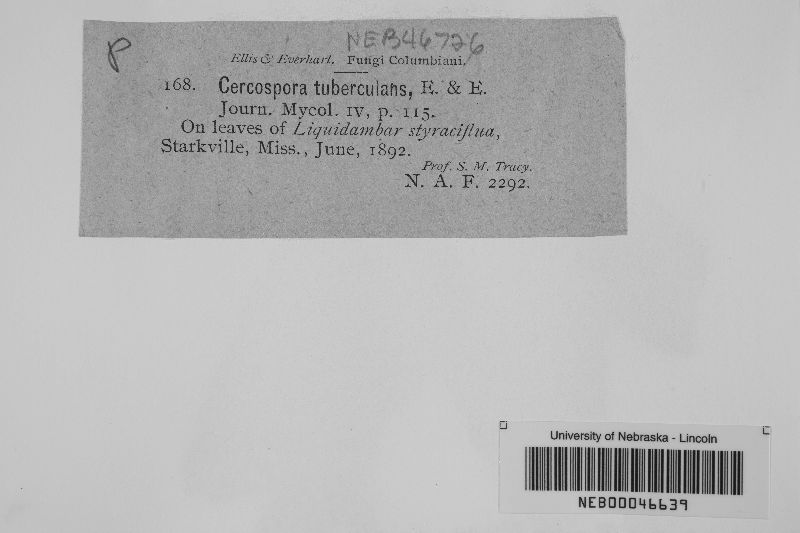 P
NEB46726
Ellis & Everhart. Fungi Columbiani.
168. Cercospora tuberculans, E. & E.
Journ. Mycol. IV, p. 115.
On leaves of Liquidambar styraciflua,
Starkville, Miss., June, 1892.
Prof. S. M. Tracy.
N. A. F. 2292.
University of Nebraska - Lincoln
NEB00046639